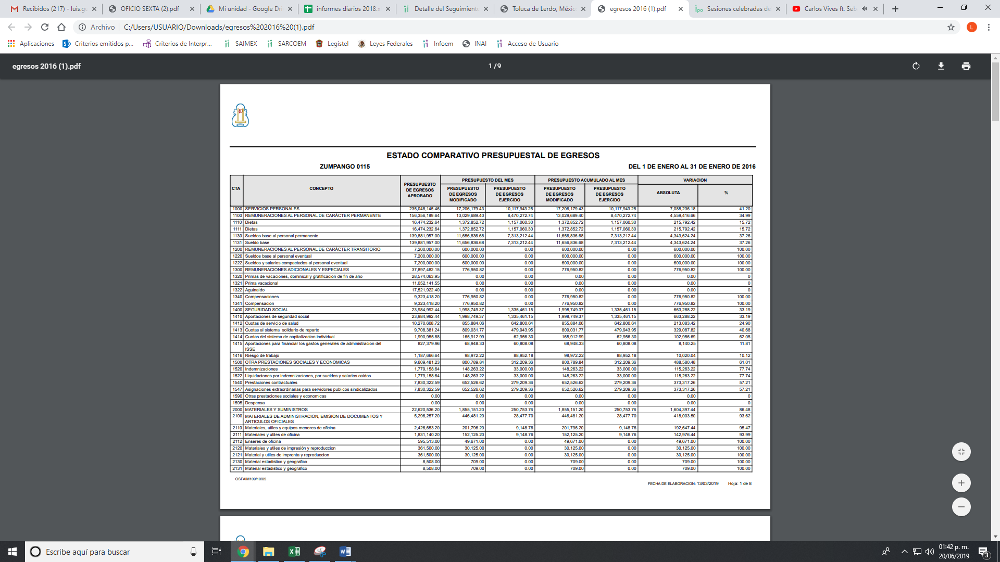 Recibidos (217) - luis.g
OFICIO SEXTA (2).pdf
Mi unidad - Google Dri
informes diarios 2018.x
Detalle del Seguimient
Toluca de Lerdo, Méxic
egresos 2016 (1).pdf
Sesiones celebradas de
Carlos Vives ft. Seb
Archivo C:/Users/USUARIO/Downloads/egresos%202016%20(1).pdf
L
Aplicaciones Criterios emitidos p... Criterios de Interpr... SAIMEX SARCOEM Legistel Leyes Federales Infoem INAI Acceso de Usuario
egresos 2016 (1).pdf 1 / 9
ESTADO COMPARATIVO PRESUPUESTAL DE EGRESOS
ZUMPANGO 0115 DEL 1 DE ENERO AL 31 DE ENERO DE 2016
CTA CONCEPTO PRESUPUESTO DE EGRESOS APROBADO PRESUPUESTO DEL MES PRESUPUESTO ACUMULADO AL MES VARIACION
PRESUPUESTO DE EGRESOS MODIFICADO PRESUPUESTO DE EGRESOS EJERCIDO PRESUPUESTO DE EGRESOS MODIFICADO PRESUPUESTO DE EGRESOS EJERCIDO ABSOLUTA %
1000 SERVICIOS PERSONALES 235,048,145.46 17,206,179.43 10,117,943.25 17,206,179.43 10,117,943.25 7,088,236.18 41.20
1100 REMUNERACIONES AL PERSONAL DE CARÁCTER PERMANENTE 156,356,189.64 13,029,689.40 8,470,272.74 13,029,689.40 8,470,272.74 4,559,416.66 34.99
1110 Dietas 16,474,232.64 1,372,852.72 1,157,060.30 1,372,852.72 1,157,060.30 215,792.42 15.72
1111 Dietas 16,474,232.64 1,372,852.72 1,157,060.30 1,372,852.72 1,157,060.30 215,792.42 15.72
1130 Sueldos base al personal permanente 139,881,957.00 11,656,836.68 7,313,212.44 11,656,836.68 7,313,212.44 4,343,624.24 37.26
1131 Sueldo base 139,881,957.00 11,656,836.68 7,313,212.44 11,656,836.68 7,313,212.44 4,343,624.24 37.26
1200 REMUNERACIONES AL PERSONAL DE CARÁCTER TRANSITORIO 7,200,000.00 600,000.00 0.00 600,000.00 0.00 600,000.00 100.00
1220 Sueldos base al personal eventual 7,200,000.00 600,000.00 0.00 600,000.00 0.00 600,000.00 100.00
1222 Sueldos y salarios compactados al personal eventual 7,200,000.00 600,000.00 0.00 600,000.00 0.00 600,000.00 100.00
1300 REMUNERACIONES ADICIONALES Y ESPECIALES 37,897,482.15 776,950.82 0.00 776,950.82 0.00 776,950.82 100.00
1320 Primas de vacaciones, dominical y gratificacion de fin de año 28,574,063.95 0.00 0.00 0.00 0.00 0.00 0
1321 Prima vacacional 11,052,141.55 0.00 0.00 0.00 0.00 0.00 0
1322 Aguinaldo 17,521,922.40 0.00 0.00 0.00 0.00 0.00 0
1340 Compensaciones 9,323,418.20 776,950.82 0.00 776,950.82 0.00 776,950.82 100.00
1341 Compensacion 9,323,418.20 776,950.82 0.00 776,950.82 0.00 776,950.82 100.00
1400 SEGURIDAD SOCIAL 23,984,992.44 1,998,749.37 1,335,461.15 1,998,749.37 1,335,461.15 663,288.22 33.19
1410 Aportaciones de seguridad social 23,984,992.44 1,998,749.37 1,335,461.15 1,998,749.37 1,335,461.15 663,288.22 33.19
1412 Cuotas de servicio de salud 10,270,608.72 855,884.06 642,800.64 855,884.06 642,800.64 213,083.42 24.90
1413 Cuotas al sistema solidario de reparto 9,708,381.24 809,031.77 479,943.95 809,031.77 479,943.95 329,087.82 40.68
1414 Cuotas del sistema de capitalizacion individual 1,990,955.88 165,912.99 62,956.30 165,912.99 62,956.30 102,956.69 62.05
1415 Aportaciones para financiar los gastos generales de administracion del ISSE 827,379.96 68,948.33 60,808.08 68,948.33 60,808.08 8,140.25 11.81
1416 Riesgo de trabajo 1,187,666.64 98,972.22 88,952.18 98,972.22 88,952.18 10,020.04 10.12
1500 OTRA PRESTACIONES SOCIALES Y ECONOMICAS 9,609,481.23 800,789.84 312,209.36 800,789.84 312,209.36 488,580.48 61.01
1520 Indemnizaciones 1,779,158.64 148,263.22 33,000.00 148,263.22 33,000.00 115,263.22 77.74
1522 Liquidaciones por indemnizaciones, por sueldos y salarios caidos 1,779,158.64 148,263.22 33,000.00 148,263.22 33,000.00 115,263.22 77.74
1540 Prestaciones contractuales 7,830,322.59 652,526.62 279,209.36 652,526.62 279,209.36 373,317.26 57.21
1547 Asignaciones extraordinarias para servidores publicos sindicalizados 7,830,322.59 652,526.62 279,209.36 652,526.62 279,209.36 373,317.26 57.21
1590 Otras prestaciones sociales y economicas 0.00 0.00 0.00 0.00 0.00 0.00 0
1595 Despensa 0.00 0.00 0.00 0.00 0.00 0.00 0
2000 MATERIALES Y SUMINISTROS 22,620,536.20 1,855,151.20 250,753.76 1,855,151.20 250,753.76 1,604,397.44 86.48
2100 MATERIALES DE ADMINISTRACION, EMISION DE DOCUMENTOS Y ARTICULOS OFICIALES 5,296,257.20 446,481.20 28,477.70 446,481.20 28,477.70 418,003.50 93.62
2110 Materiales, utiles y equipos menores de oficina 2,426,653.20 201,796.20 9,148.76 201,796.20 9,148.76 192,647.44 95.47
2111 Materiales y utiles de oficina 1,831,140.20 152,125.20 9,148.76 152,125.20 9,148.76 142,976.44 93.99
2112 Enseres de oficina 595,513.00 49,671.00 0.00 49,671.00 0.00 49,671.00 100.00
2120 Materiales y utiles de impresión y reproduccion 361,500.00 30,125.00 0.00 30,125.00 0.00 30,125.00 100.00
2121 Material y utiles de imprenta y reproduccion 361,500.00 30,125.00 0.00 30,125.00 0.00 30,125.00 100.00
2130 Material estadistico y geografico 8,508.00 709.00 0.00 709.00 0.00 709.00 100.00
2131 Material estadistico y geografico 8,508.00 709.00 0.00 709.00 0.00 709.00 100.00
OSFAIM109/10/05
FECHA DE ELABORACION: 13/03/2019 Hoja: 1 de 8
Escribe aquí para buscar
01:42 p. m.
20/06/2019
3